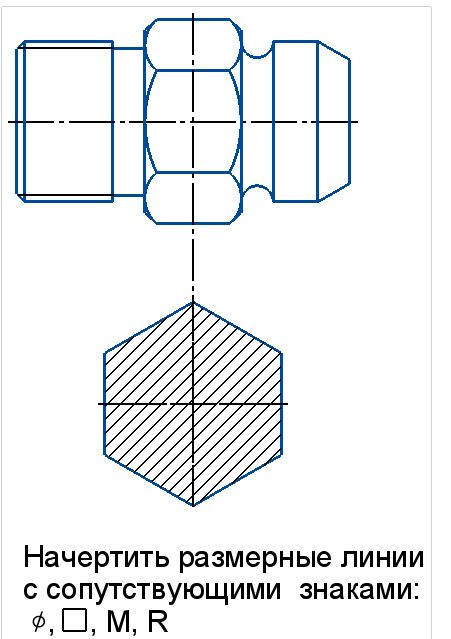 Начертить размерные линии
с сопутствующими знаками:
⌀, □, М, R